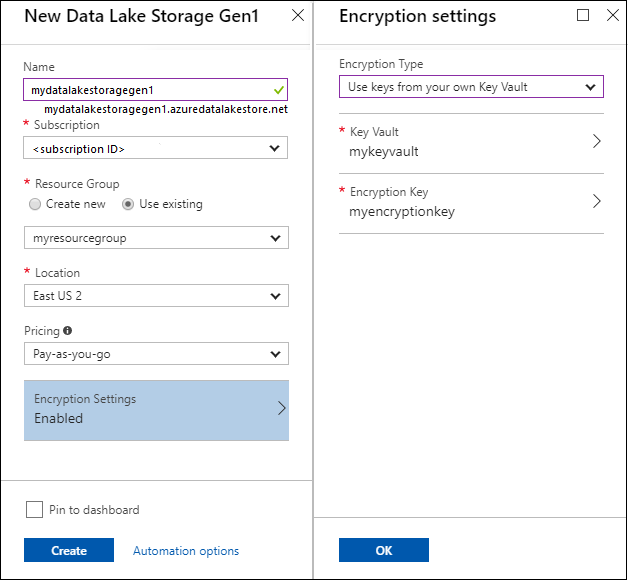 New Data Lake Storage Gen1
Name
mydatalakestoragegen1
mydatalakestoragegen1.azuredatalakestore.net
* Subscription
<subscription ID>
* Resource Group
Create new Use existing
myresourcegroup
* Location
East US 2
Pricing
Pay-as-you-go
Encryption Settings
Enabled
Pin to dashboard
Create Automation options
Encryption settings
Encryption Type
Use keys from your own Key Vault
* Key Vault
mykeyvault
* Encryption Key
myencryptionkey
OK